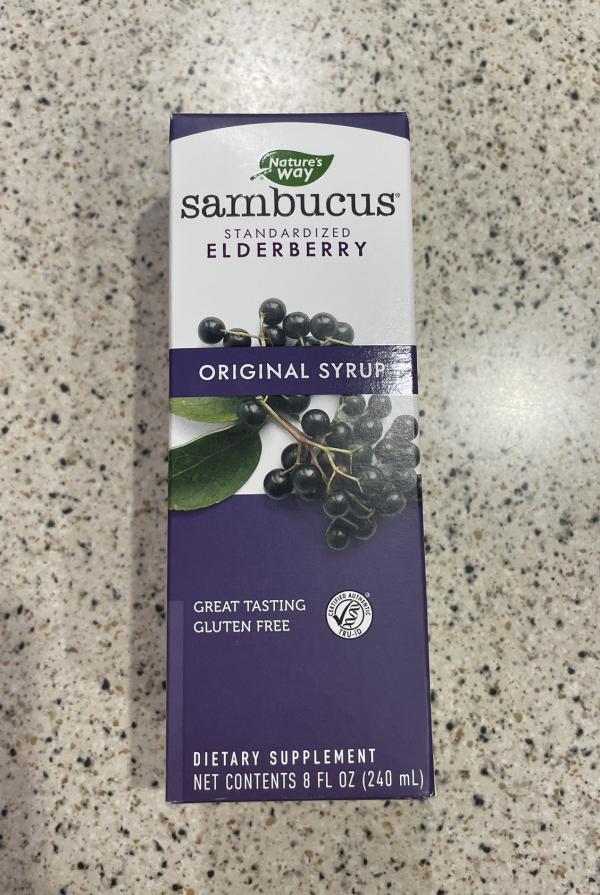 Nature's
Way
sambucus®
STANDARDIZED
ELDERBERRY
ORIGINAL SYRUP
GREAT TASTING
GLUTEN FREE
CERTIFIED AUTHENTIC
TRU-ID
DIETARY SUPPLEMENT
NET CONTENTS 8 FL OZ (240 mL)